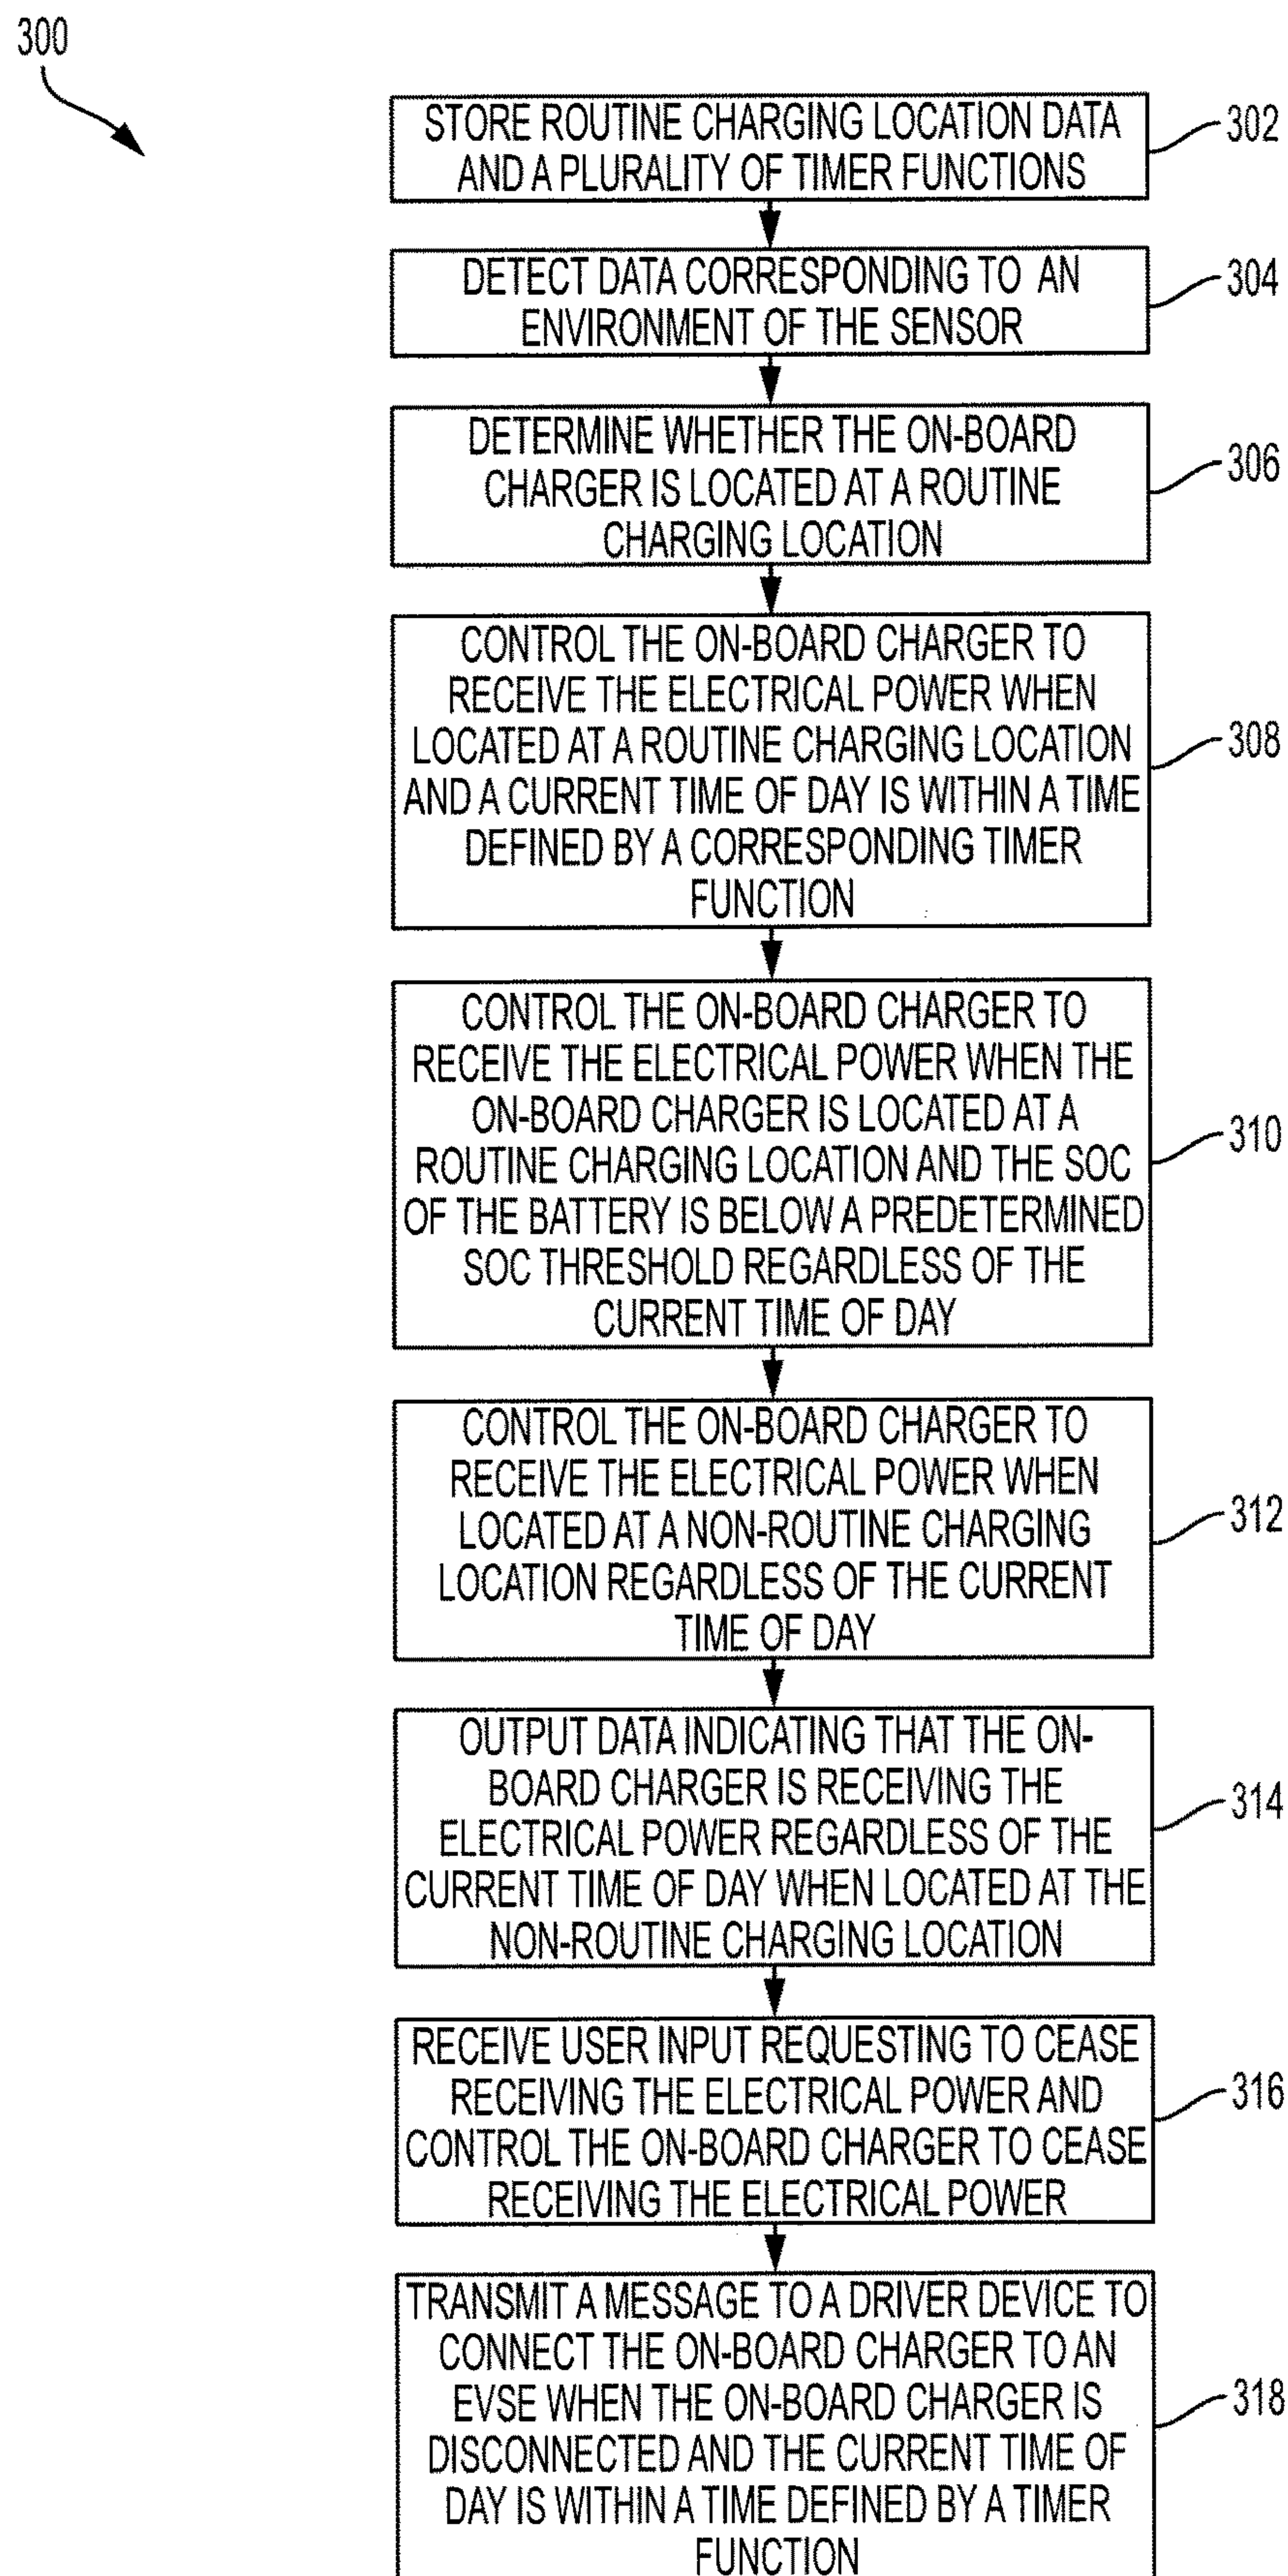 300
STORE ROUTINE CHARGING LOCATION DATA
AND A PLURALITY OF TIMER FUNCTIONS
302
DETECT DATA CORRESPONDING TO AN
ENVIRONMENT OF THE SENSOR
304
DETERMINE WHETHER THE ON-BOARD
CHARGER IS LOCATED AT A ROUTINE
CHARGING LOCATION
306
CONTROL THE ON-BOARD CHARGER TO
RECEIVE THE ELECTRICAL POWER WHEN
LOCATED AT A ROUTINE CHARGING LOCATION
AND A CURRENT TIME OF DAY IS WITHIN A TIME
DEFINED BY A CORRESPONDING TIMER
FUNCTION
308
CONTROL THE ON-BOARD CHARGER TO
RECEIVE THE ELECTRICAL POWER WHEN THE
ON-BOARD CHARGER IS LOCATED AT A
ROUTINE CHARGING LOCATION AND THE SOC
OF THE BATTERY IS BELOW A PREDETERMINED
SOC THRESHOLD REGARDLESS OF THE
CURRENT TIME OF DAY
310
CONTROL THE ON-BOARD CHARGER TO
RECEIVE THE ELECTRICAL POWER WHEN
LOCATED AT A NON-ROUTINE CHARGING
LOCATION REGARDLESS OF THE CURRENT
TIME OF DAY
312
OUTPUT DATA INDICATING THAT THE ON-
BOARD CHARGER IS RECEIVING THE
ELECTRICAL POWER REGARDLESS OF THE
CURRENT TIME OF DAY WHEN LOCATED AT THE
NON-ROUTINE CHARGING LOCATION
314
RECEIVE USER INPUT REQUESTING TO CEASE
RECEIVING THE ELECTRICAL POWER AND
CONTROL THE ON-BOARD CHARGER TO CEASE
RECEIVING THE ELECTRICAL POWER
316
TRANSMIT A MESSAGE TO A DRIVER DEVICE TO
CONNECT THE ON-BOARD CHARGER TO AN
EVSE WHEN THE ON-BOARD CHARGER IS
DISCONNECTED AND THE CURRENT TIME OF
DAY IS WITHIN A TIME DEFINED BY A TIMER
FUNCTION
318